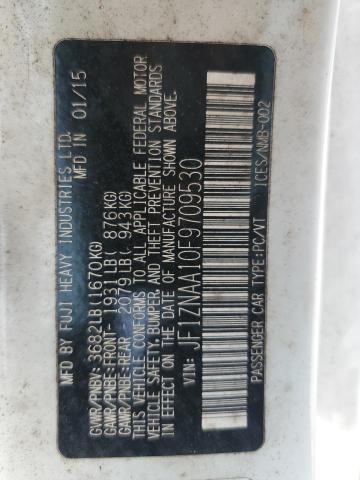 MFD BY FUJI HEAVY INDUSTRIES LTD.
MFD IN 01/15
GVWR/PNBV: 3682LB(1670KG)
GAWR/PNBE:FRONT- 1931LB( 876KG)
GAWR/PNBE:REAR- 2079LB( 943KG)
THIS VEHICLE CONFORMS TO ALL APPLICABLE FEDERAL MOTOR
VEHICLE SAFETY,BUMPER,AND THEFT PREVENTION STANDARDS
IN EFFECT ON THE DATE OF MANUFACTURE SHOWN ABOVE.
VIN: JF1ZNAA10F9709530
PASSENGER CAR TYPE:PC/VT ICES/NMB-002